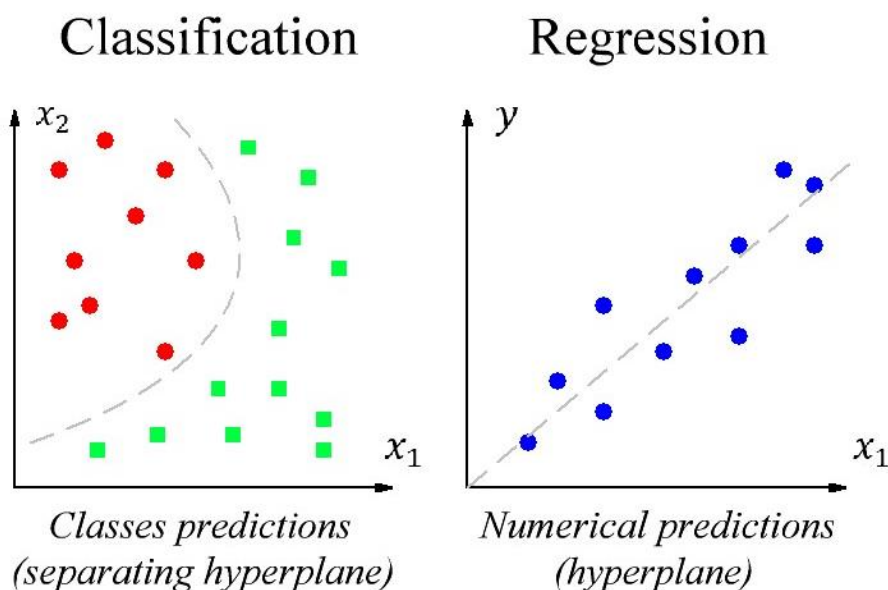 Classification
x₂
x₁
Classes predictions
(separating hyperplane)
Regression
y
x₁
Numerical predictions
(hyperplane)